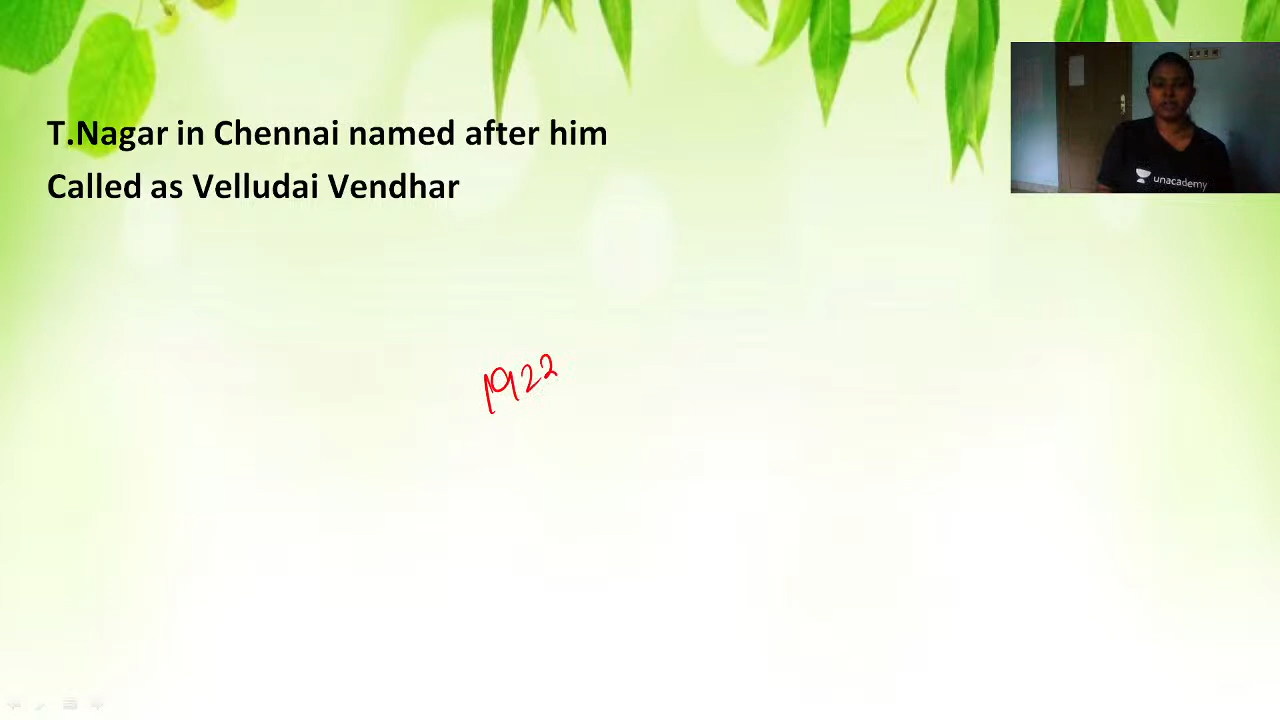 T.Nagar in Chennai named after him
Called as Velludai Vendhar
unacademy
1922